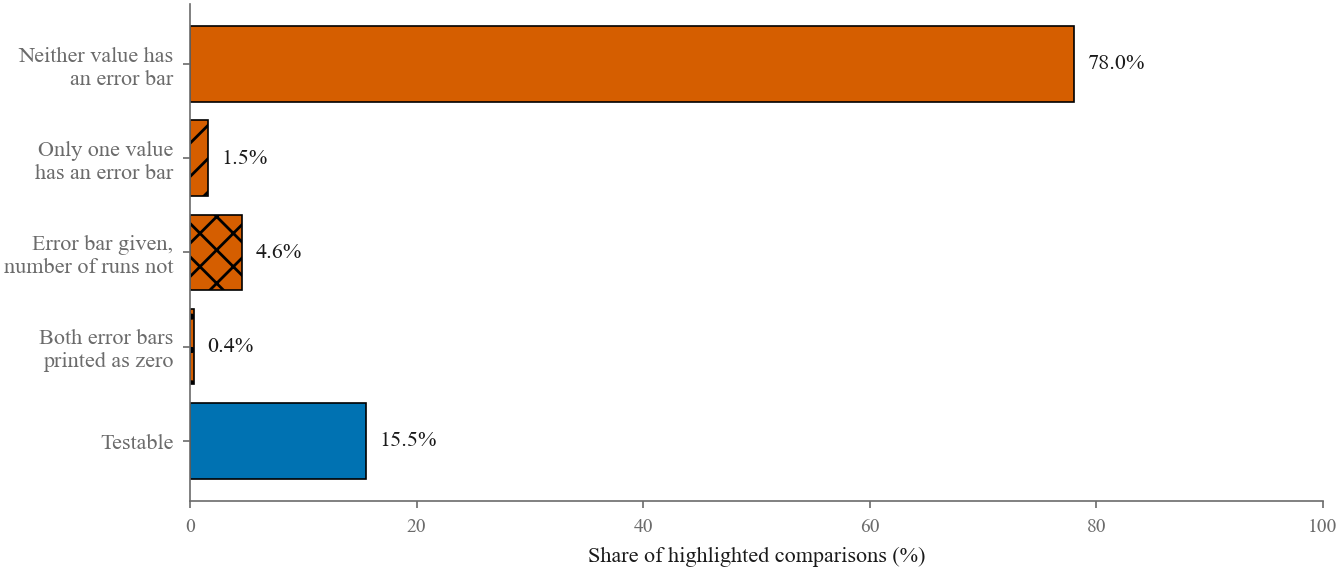 Neither value has
an error bar
78.0%
Only one value
has an error bar
1.5%
Error bar given,
number of runs not
4.6%
Both error bars
printed as zero
0.4%
Testable
15.5%
0 20 40 60 80 100
Share of highlighted comparisons (%)